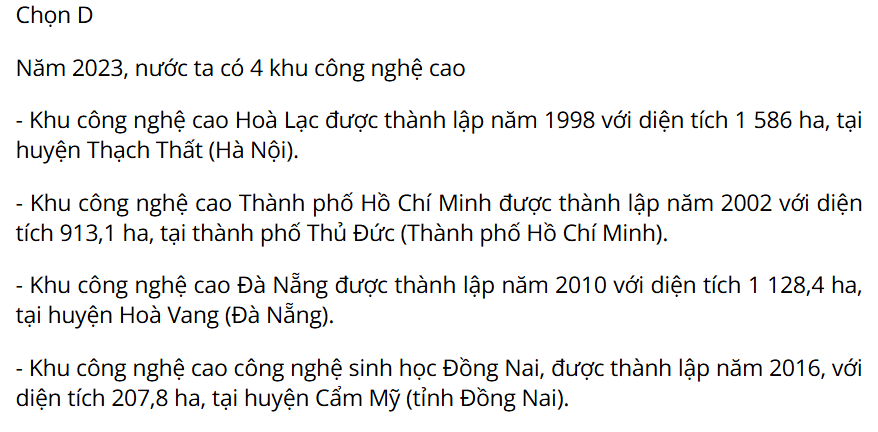 Chọn D
Năm 2023, nước ta có 4 khu công nghệ cao
- Khu công nghệ cao Hoà Lạc được thành lập năm 1998 với diện tích 1 586 ha, tại
huyện Thạch Thất (Hà Nội).
- Khu công nghệ cao Thành phố Hồ Chí Minh được thành lập năm 2002 với diện
tích 913,1 ha, tại thành phố Thủ Đức (Thành phố Hồ Chí Minh).
- Khu công nghệ cao Đà Nẵng được thành lập năm 2010 với diện tích 1 128,4 ha,
tại huyện Hoà Vang (Đà Nẵng).
- Khu công nghệ cao công nghệ sinh học Đồng Nai, được thành lập năm 2016, với
diện tích 207,8 ha, tại huyện Cẩm Mỹ (tỉnh Đồng Nai).